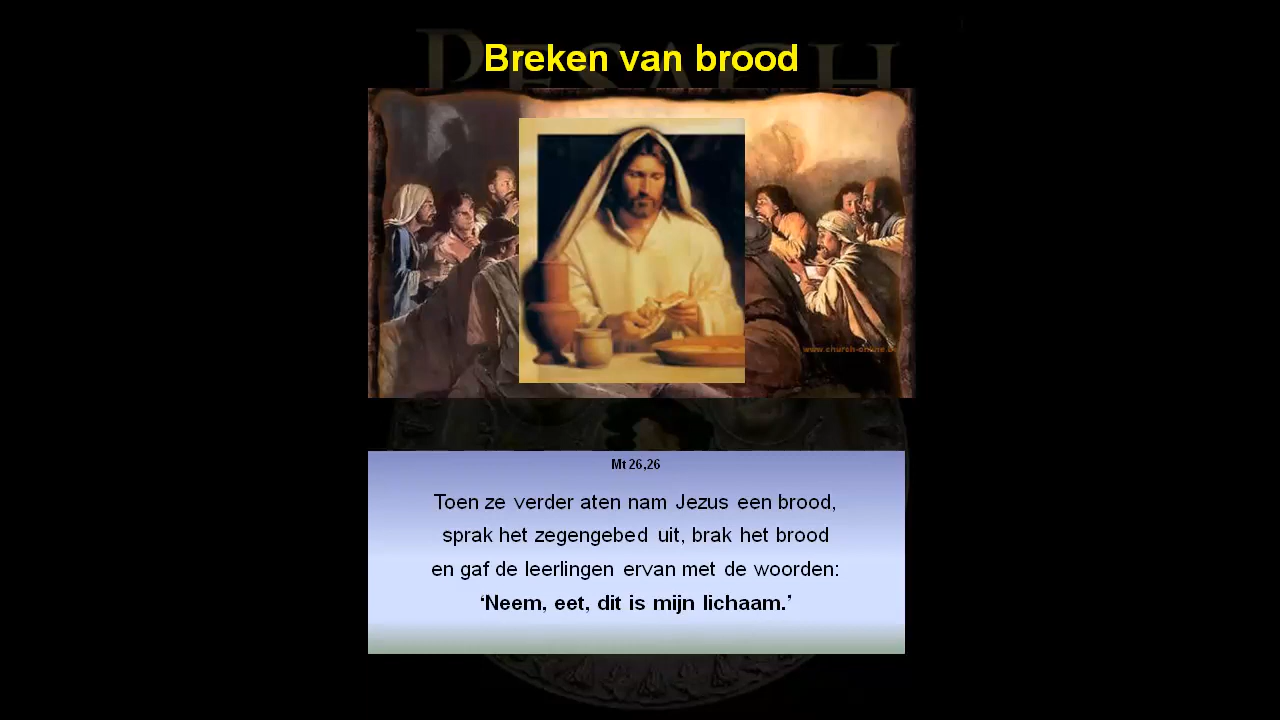 PESACH
Breken van brood
Mt 26,26
Toen ze verder aten nam Jezus een brood,
sprak het zegengebed uit, brak het brood
en gaf de leerlingen ervan met de woorden:
‘Neem, eet, dit is mijn lichaam.’